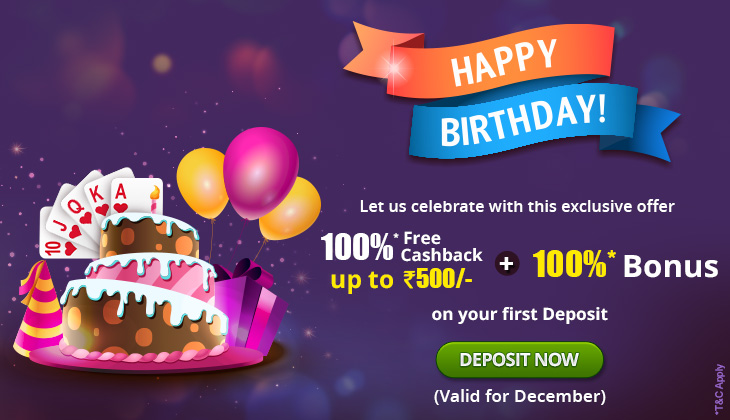 HAPPY
BIRTHDAY!
Let us celebrate with this exclusive offer
100%* Free Cashback
up to ₹500/-
+
100%* Bonus
on your first Deposit
DEPOSIT NOW
(Valid for December)
*T&C Apply
10
J
Q
K
A